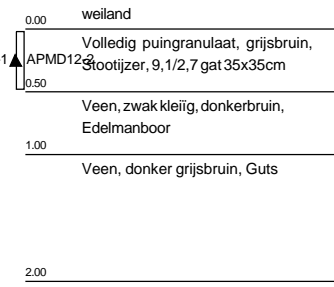 weiland
0.00
Volledig puingranulaat, grijsbruin,
-1 APMD12-2 Stootijzer, 9,1/2,7 gat 35x35cm
0.50
Veen, zwak kleiïg, donkerbruin,
Edelmanboor
1.00
Veen, donker grijsbruin, Guts
2.00